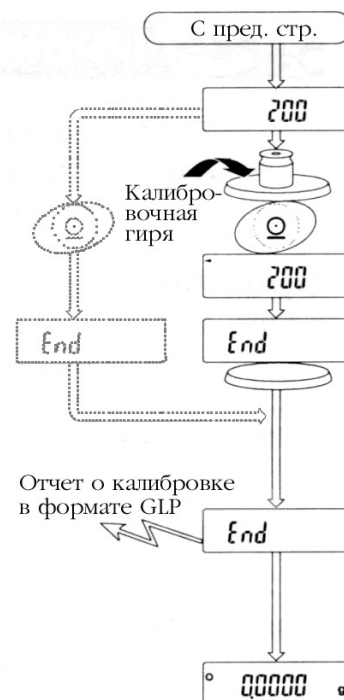 С пред. стр.
200
Калибро-
вочная
гиря
200
End
End
Отчет о калибровке
в формате GLP
End
0.0000 g